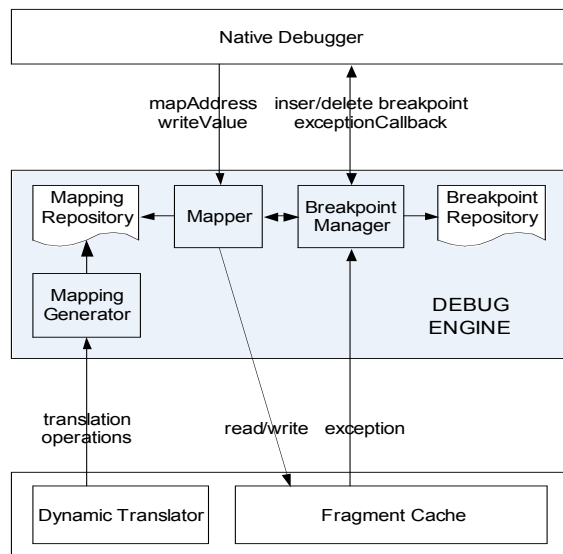 Native Debugger
mapAddress
writeValue
inser/delete breakpoint
exceptionCallback
Mapping
Repository
Mapper
Breakpoint
Manager
Breakpoint
Repository
Mapping
Generator
DEBUG
ENGINE
translation
operations
read/write
exception
Dynamic Translator
Fragment Cache